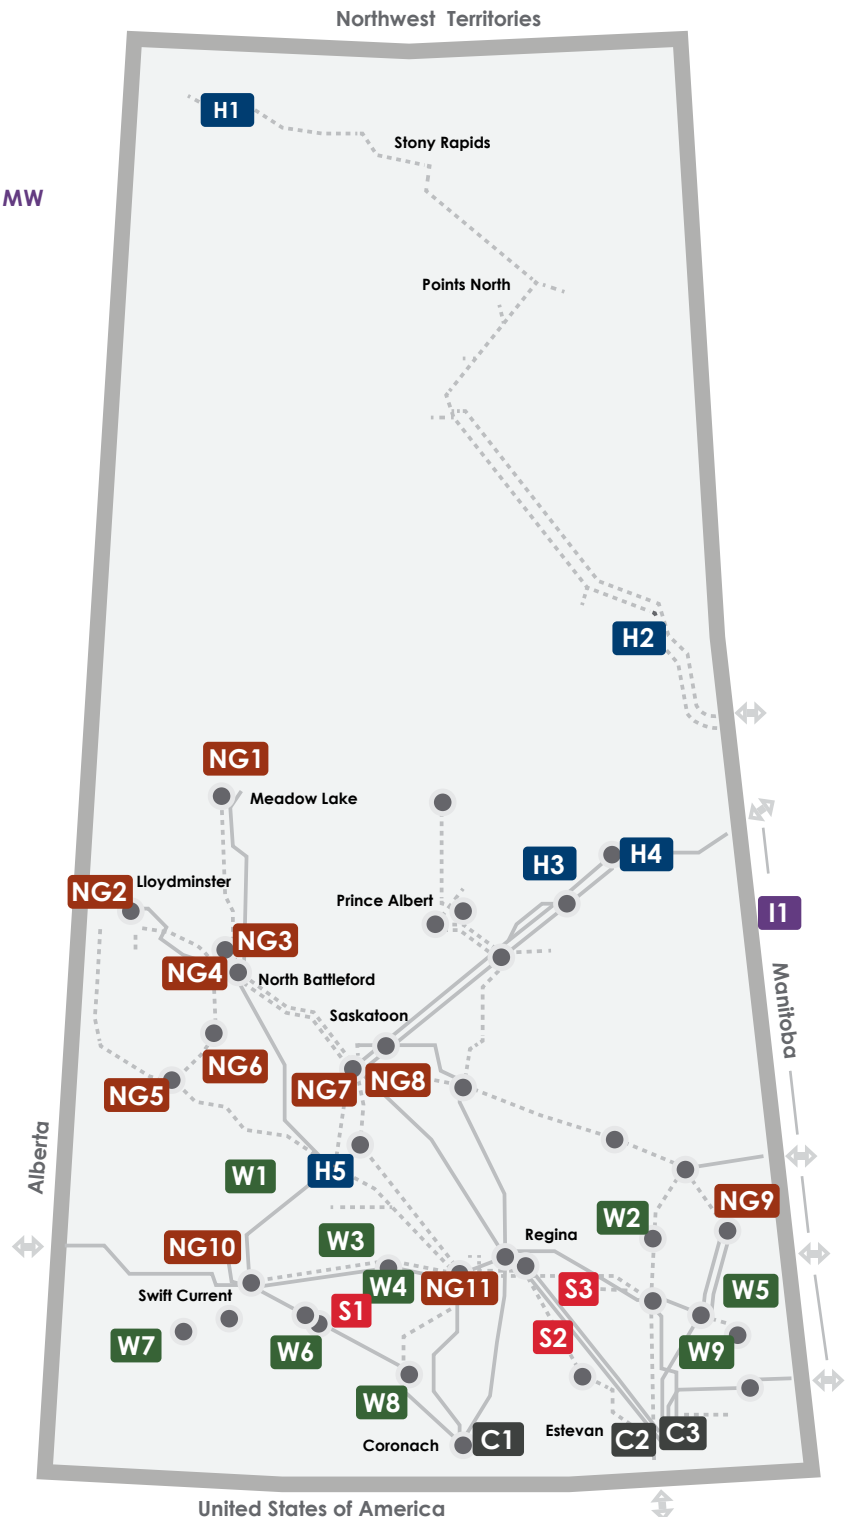 Northwest Territories
H1
Stony Rapids
MW
Points North
H2
NG1
Meadow Lake
H3
H4
NG2
Lloydminster
Prince Albert
I1
NG3
NG4
North Battleford
Manitoba
Saskatoon
NG6
NG5
NG7
NG8
Alberta
W1
H5
NG9
W2
NG10
W3
Regina
W4
NG11
S3
W5
Swift Current
S1
S2
W7
W6
W9
W8
Coronach
C1
Estevan
C2
C3
United States of America